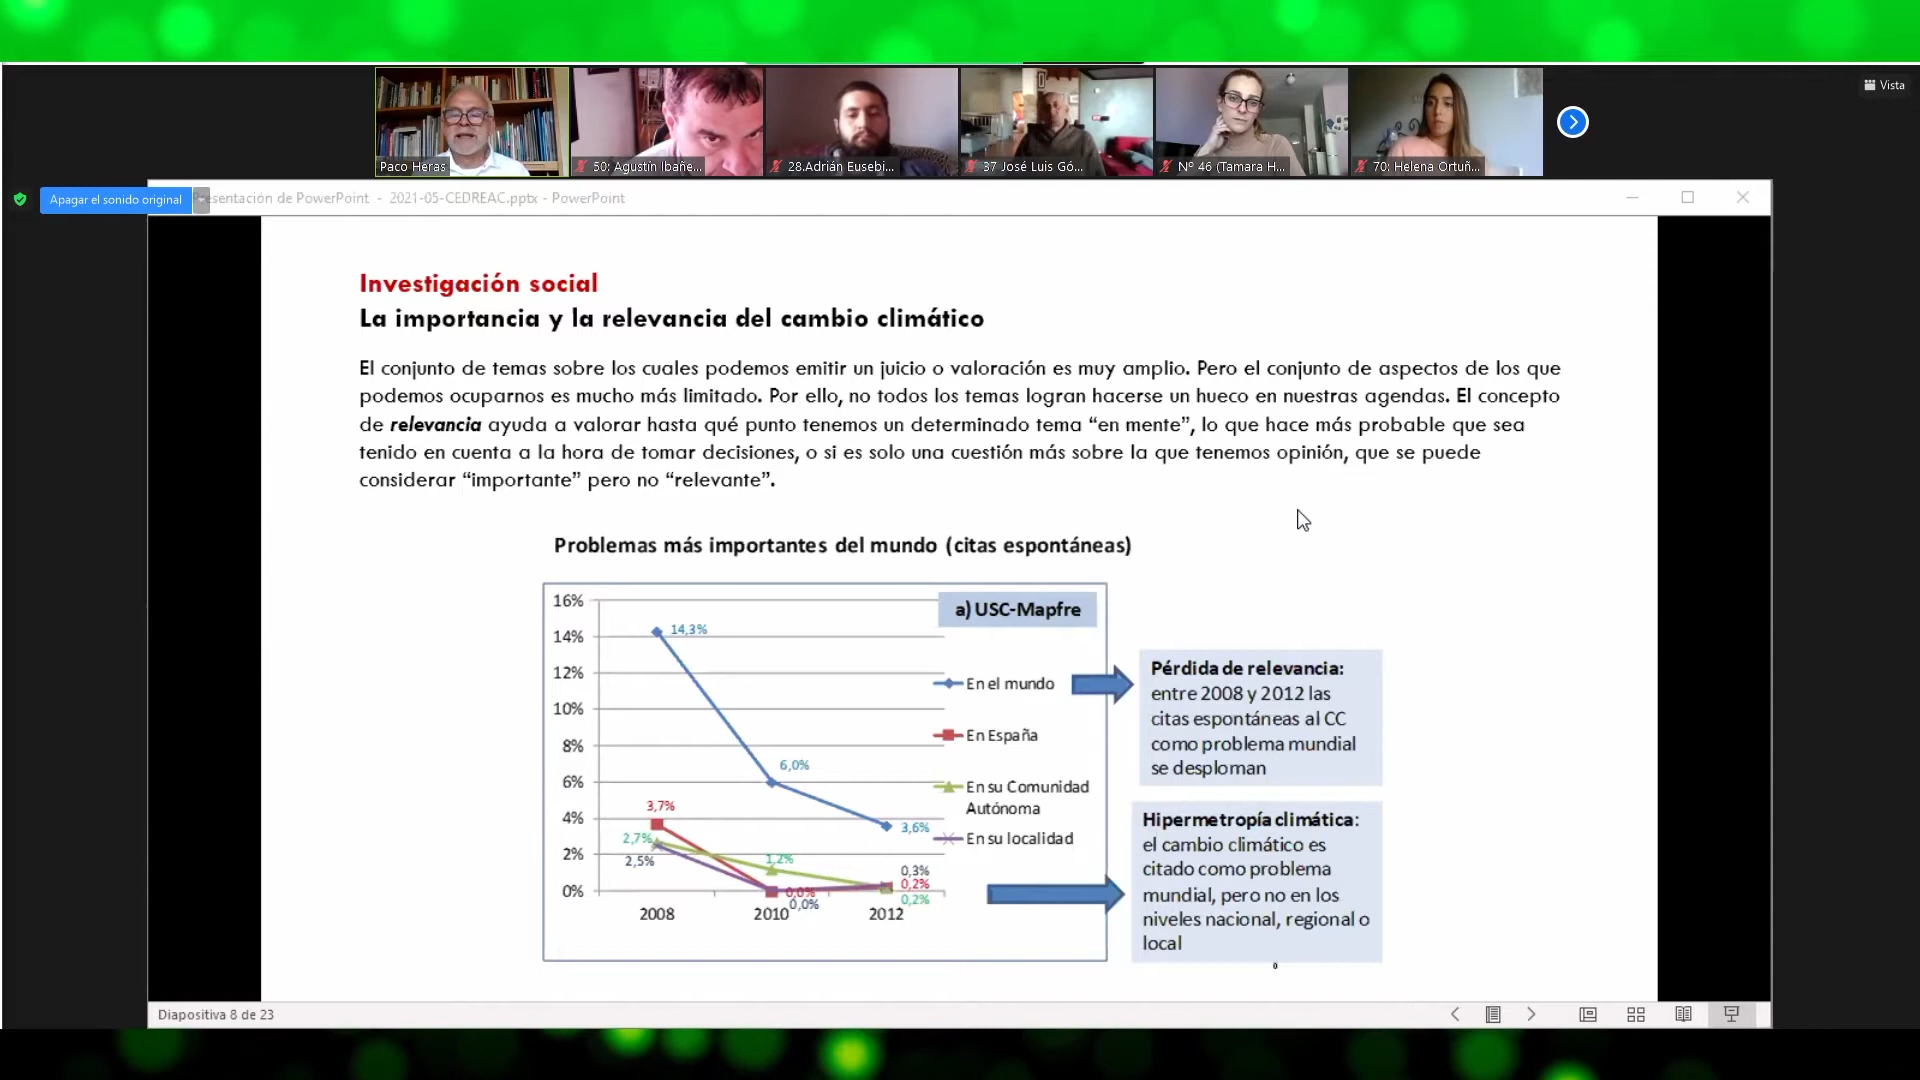 Vista
Paco Heras
50: Agustín Ibañe...
28.Adrián Eusebi...
37 José Luis Gó...
Nº 46 (Tamara H...
70: Helena Ortuñ...
Apagar el sonido original
Presentación de PowerPoint - 2021-05-CEDREAC.pptx - PowerPoint
Investigación social
La importancia y la relevancia del cambio climático
El conjunto de temas sobre los cuales podemos emitir un juicio o valoración es muy amplio. Pero el conjunto de aspectos de los que
podemos ocuparnos es mucho más limitado. Por ello, no todos los temas logran hacerse un hueco en nuestras agendas. El concepto
de relevancia ayuda a valorar hasta qué punto tenemos un determinado tema “en mente”, lo que hace más probable que sea
tenido en cuenta a la hora de tomar decisiones, o si es solo una cuestión más sobre la que tenemos opinión, que se puede
considerar “importante” pero no “relevante”.
Problemas más importantes del mundo (citas espontáneas)
a) USC-Mapfre
16%
14%
12%
10%
8%
6%
4%
2%
0%
14,3%
6,0%
3,6%
3,7%
2,7%
2,5%
1,2%
0,0%
0,0%
0,3%
0,2%
0,2%
2008
2010
2012
En el mundo
En España
En su Comunidad
Autónoma
En su localidad
Pérdida de relevancia:
entre 2008 y 2012 las
citas espontáneas al CC
como problema mundial
se desploman
Hipermetropía climática:
el cambio climático es
citado como problema
mundial, pero no en los
niveles nacional, regional o
local
Diapositiva 8 de 23